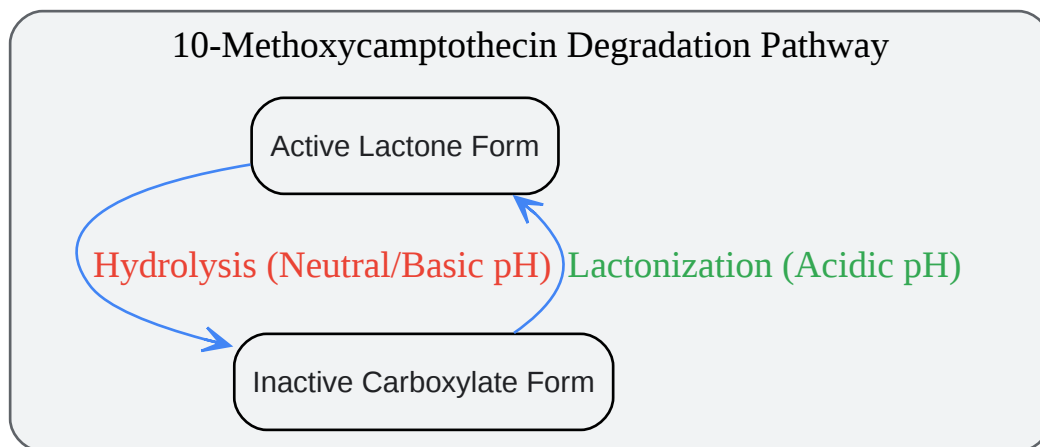 10-Methoxycamptothecin Degradation Pathway
Active Lactone Form
Hydrolysis (Neutral/Basic pH)
Lactonization (Acidic pH)
Inactive Carboxylate Form